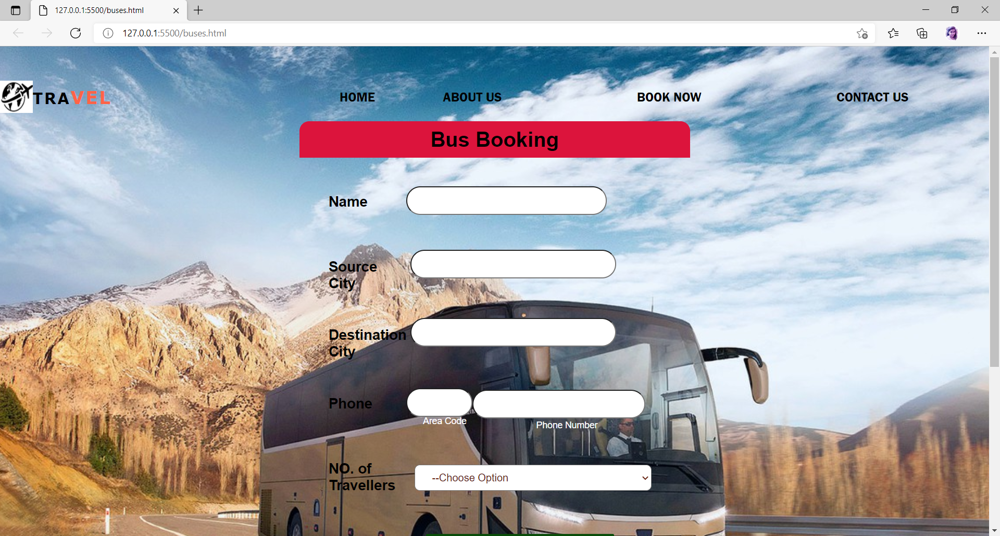 127.0.0.1:5500/buses.html
127.0.0.1:5500/buses.html
TRAVEL
HOME
ABOUT US
BOOK NOW
CONTACT US
Bus Booking
Name
Source
City
Destination
City
Phone
Area Code
Phone Number
NO. of
Travellers
--Choose Option